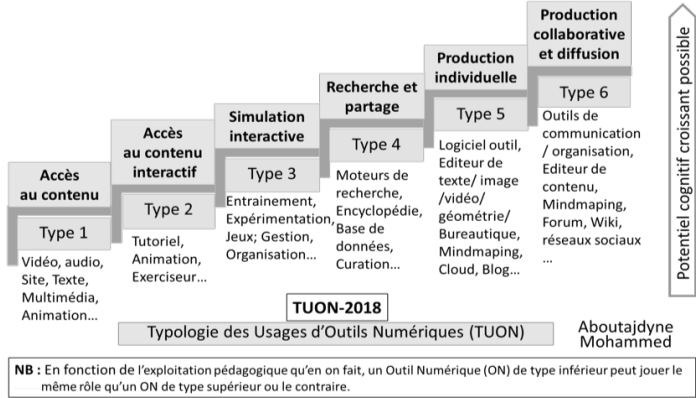 Accès
au contenu
Type 1
Vidéo, audio,
Site, Texte,
Multimédia,
Animation...
Accès
au contenu
interactif
Type 2
Tutoriel,
Animation,
Exerciseur...
Simulation
interactive
Type 3
Entrainement,
Expérimentation,
Jeux; Gestion,
Organisation...
Recherche et
partage
Type 4
Moteurs de
recherche,
Encyclopédie,
Base de
données,
Curation...
Production
individuelle
Type 5
Logiciel outil,
Editeur de
texte/ image
/vidéo/
géométrie/
Bureautique,
Mindmaping,
Cloud, Blog...
Production
collaborative
et diffusion
Type 6
Outils de
communication
/ organisation,
Editeur de
contenu,
Mindmaping,
Forum, Wiki,
réseaux sociaux
...
Potentiel cognitif croissant possible
TUON-2018
Typologie des Usages d'Outils Numériques (TUON)
Aboutajdyne
Mohammed
NB : En fonction de l'exploitation pédagogique qu'en on fait, un Outil Numérique (ON) de type inférieur peut jouer le
même rôle qu'un ON de type supérieur ou le contraire.